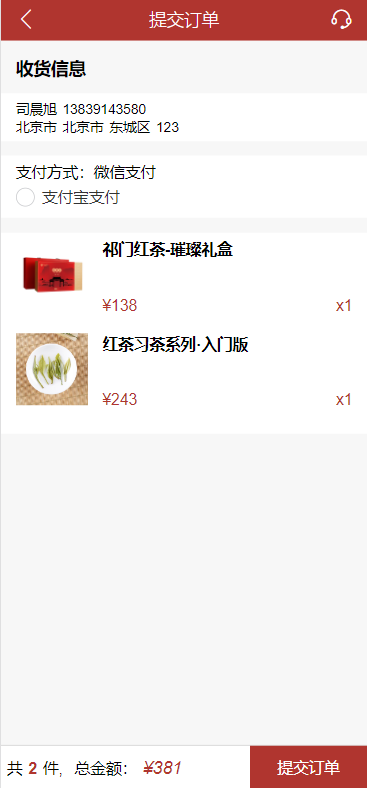 提交订单
收货信息
司晨旭 13839143580
北京市 北京市 东城区 123
支付方式：微信支付
支付宝支付
祁门红茶-璀璨礼盒
¥138 x1
红茶习茶系列·入门版
¥243 x1
共 2 件，总金额： ¥381 提交订单